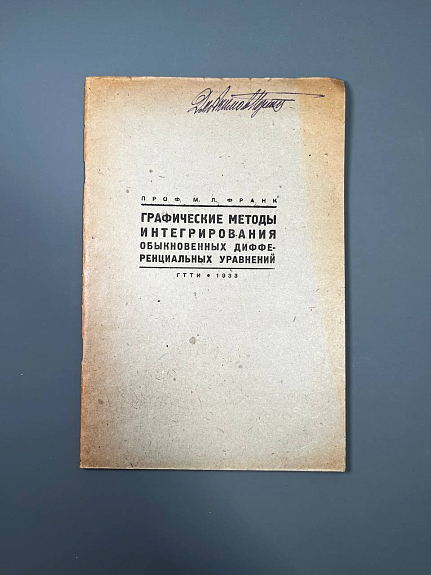 ПРОФ. М. Л. ФРАНК
ГРАФИЧЕСКИЕ МЕТОДЫ
ИНТЕГРИРОВАНИЯ
ОБЫКНОВЕННЫХ ДИФФЕ-
РЕНЦИАЛЬНЫХ УРАВНЕНИЙ
ГТТИ • 1933